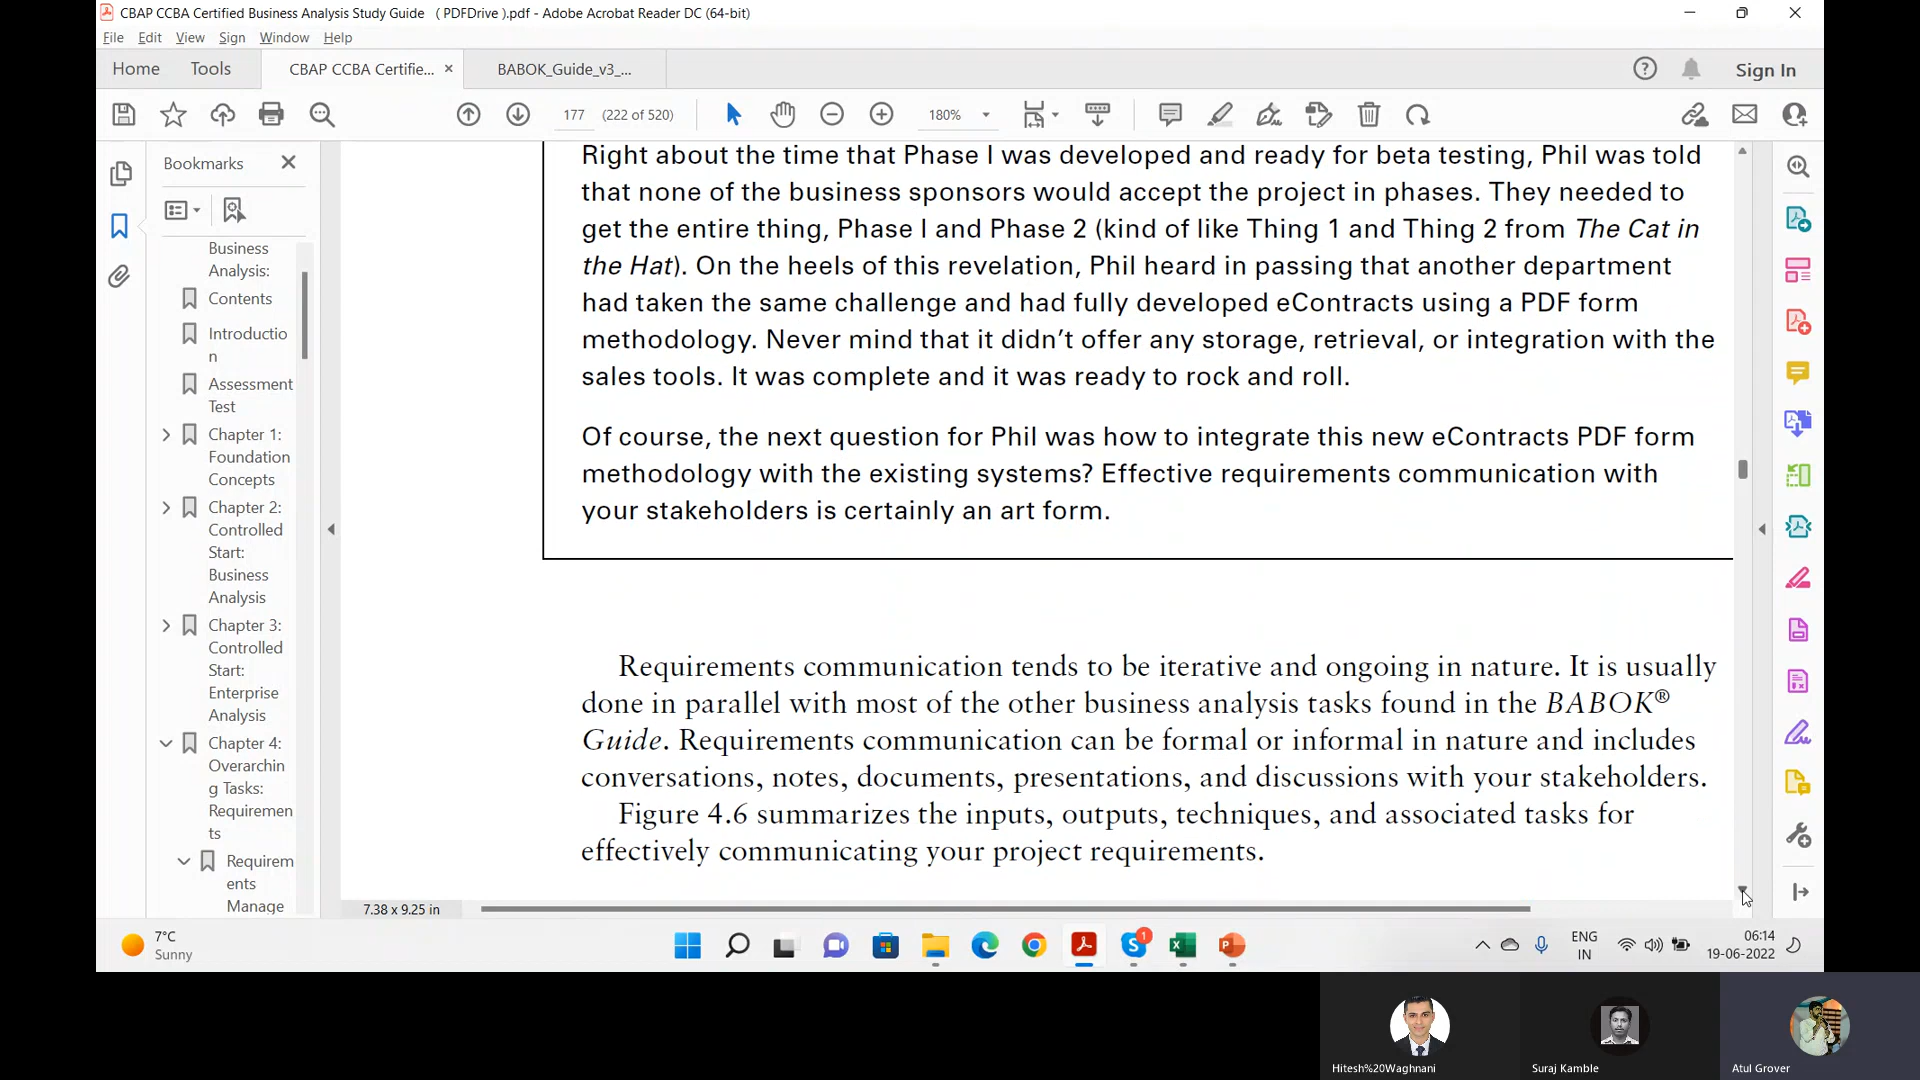 CBAP CCBA Certified Business Analysis Study Guide ( PDFDrive ).pdf - Adobe Acrobat Reader DC (64-bit)
File Edit View Sign Window Help
Home Tools CBAP CCBA Certifie... × BABOK_Guide_v3_... Sign In
177 (222 of 520) 180%
Bookmarks
Business
Analysis:
Contents
Introductio
n
Assessment
Test
Chapter 1:
Foundation
Concepts
Chapter 2:
Controlled
Start:
Business
Analysis
Chapter 3:
Controlled
Start:
Enterprise
Analysis
Chapter 4:
Overarchin
g Tasks:
Requiremen
ts
Requirem
ents
Manage
Right about the time that Phase I was developed and ready for beta testing, Phil was told
that none of the business sponsors would accept the project in phases. They needed to
get the entire thing, Phase I and Phase 2 (kind of like Thing 1 and Thing 2 from The Cat in
the Hat). On the heels of this revelation, Phil heard in passing that another department
had taken the same challenge and had fully developed eContracts using a PDF form
methodology. Never mind that it didn't offer any storage, retrieval, or integration with the
sales tools. It was complete and it was ready to rock and roll.
Of course, the next question for Phil was how to integrate this new eContracts PDF form
methodology with the existing systems? Effective requirements communication with
your stakeholders is certainly an art form.
Requirements communication tends to be iterative and ongoing in nature. It is usually
done in parallel with most of the other business analysis tasks found in the BABOK®
Guide. Requirements communication can be formal or informal in nature and includes
conversations, notes, documents, presentations, and discussions with your stakeholders.
Figure 4.6 summarizes the inputs, outputs, techniques, and associated tasks for
effectively communicating your project requirements.
7.38 x 9.25 in
7°C
Sunny
1
ENG
IN
06:14
19-06-2022
Hitesh%20Waghnani
Suraj Kamble
Atul Grover